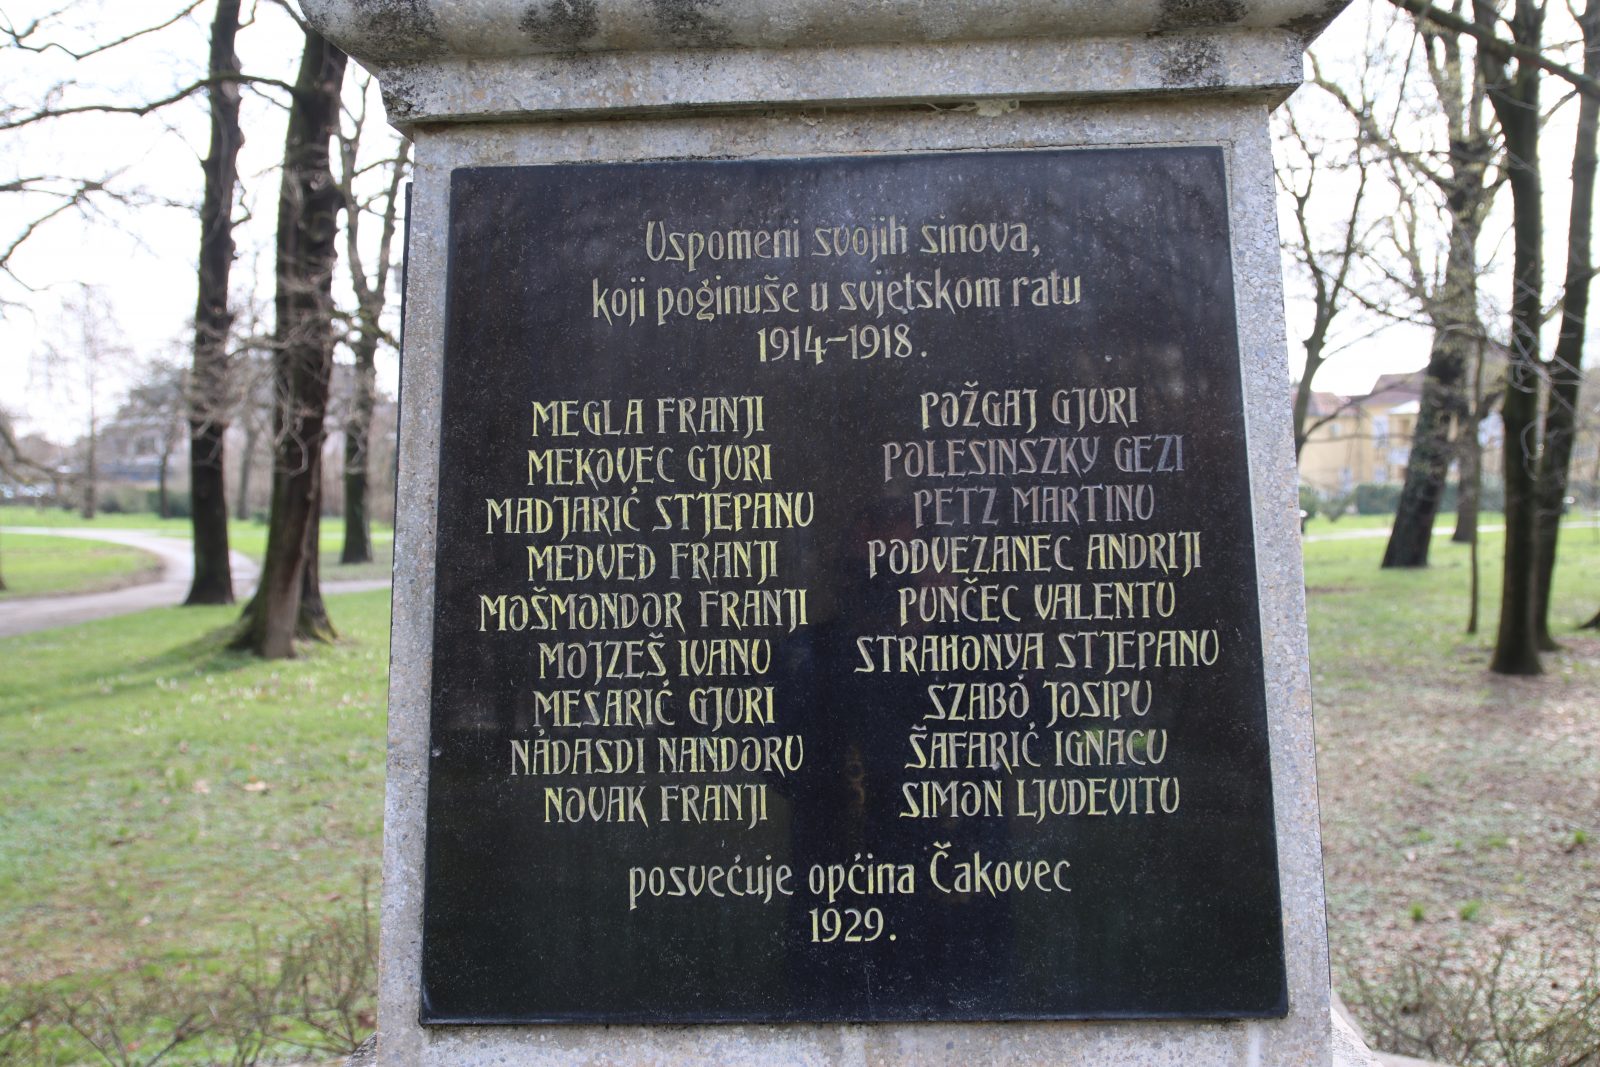 Uspomeni svojih sinova,
koji poginuše u svjetskom ratu
1914-1918.
MEGLA FRANJI
MEKOVEC GJURI
MADJARIĆ STJEPANU
MEDVED FRANJI
MOŠMONDOR FRANJI
MOJZEŠ IVANU
MESARIĆ GJURI
NÁDASDI NANDORU
NOVAK FRANJI
POŽGAJ GJURI
POLESINSZKY GEZI
PETZ MARTINU
PODVEZANEC ANDRIJI
PUNČEC VALENTU
STRAHONYA STJEPANU
SZABO JOSIPU
ŠAFARIĆ IGNACU
SIMON LJUDEVITU
posvećuje općina Čakovec
1929.